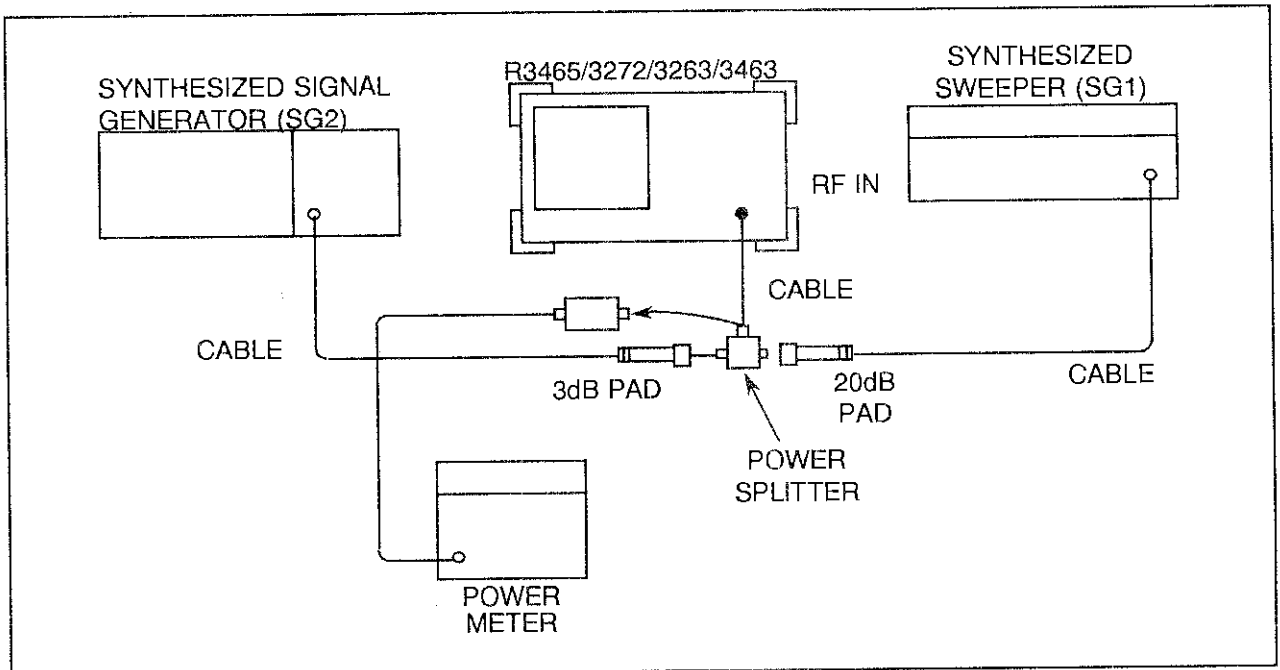 SYNTHESIZED SIGNAL
GENERATOR (SG2)
R3465/3272/3263/3463
SYNTHESIZED
SWEEPER (SG1)
RF IN
CABLE
CABLE
3dB PAD
20dB
PAD
CABLE
POWER
SPLITTER
POWER
METER